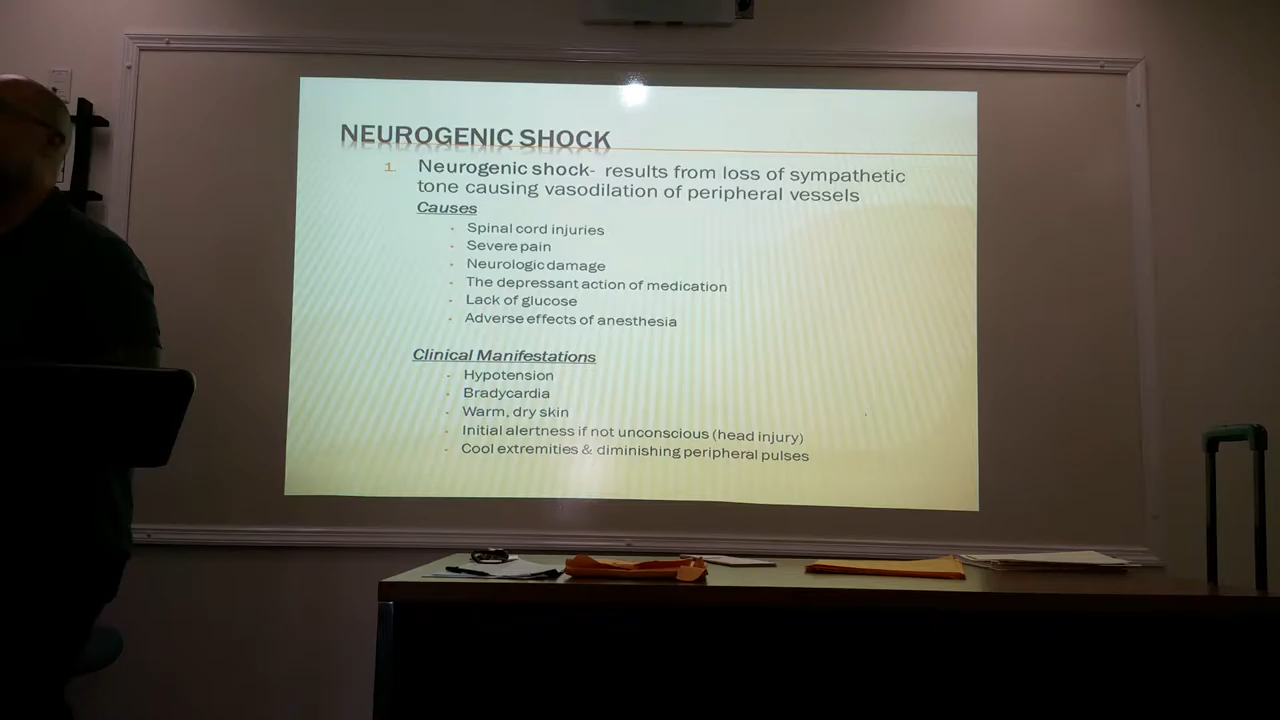 NEUROGENIC SHOCK
1. Neurogenic shock- results from loss of sympathetic
tone causing vasodilation of peripheral vessels
Causes
- Spinal cord injuries
- Severe pain
- Neurologic damage
- The depressant action of medication
- Lack of glucose
- Adverse effects of anesthesia
Clinical Manifestations
- Hypotension
- Bradycardia
- Warm, dry skin
- Initial alertness if not unconscious (head injury)
- Cool extremities & diminishing peripheral pulses